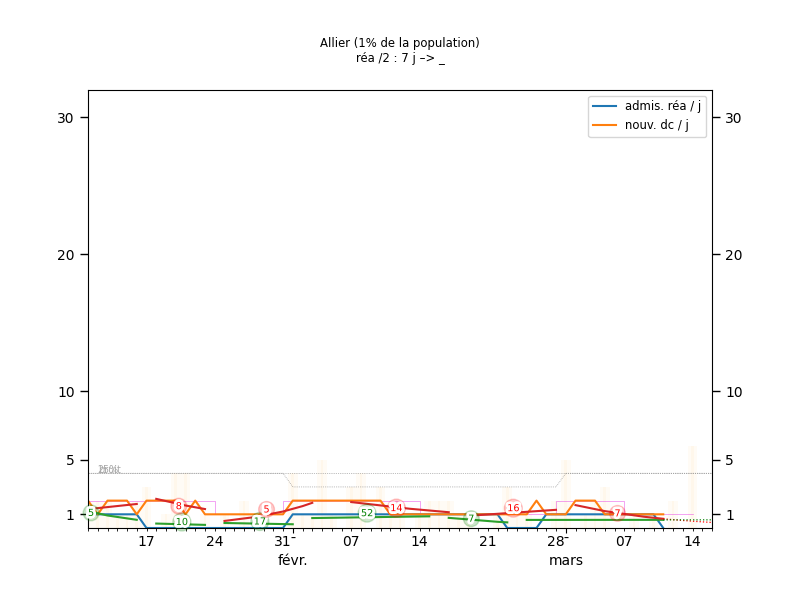 Allier (1% de la population)
réa /2 : 7 j –> _
admis. réa / j
nouv. dc / j
30 30
20 20
10 10
5 5
1 1
5 10 8 17 5 52 14 7 16 7
17 24 31 07 14 21 28 07 14
févr. mars